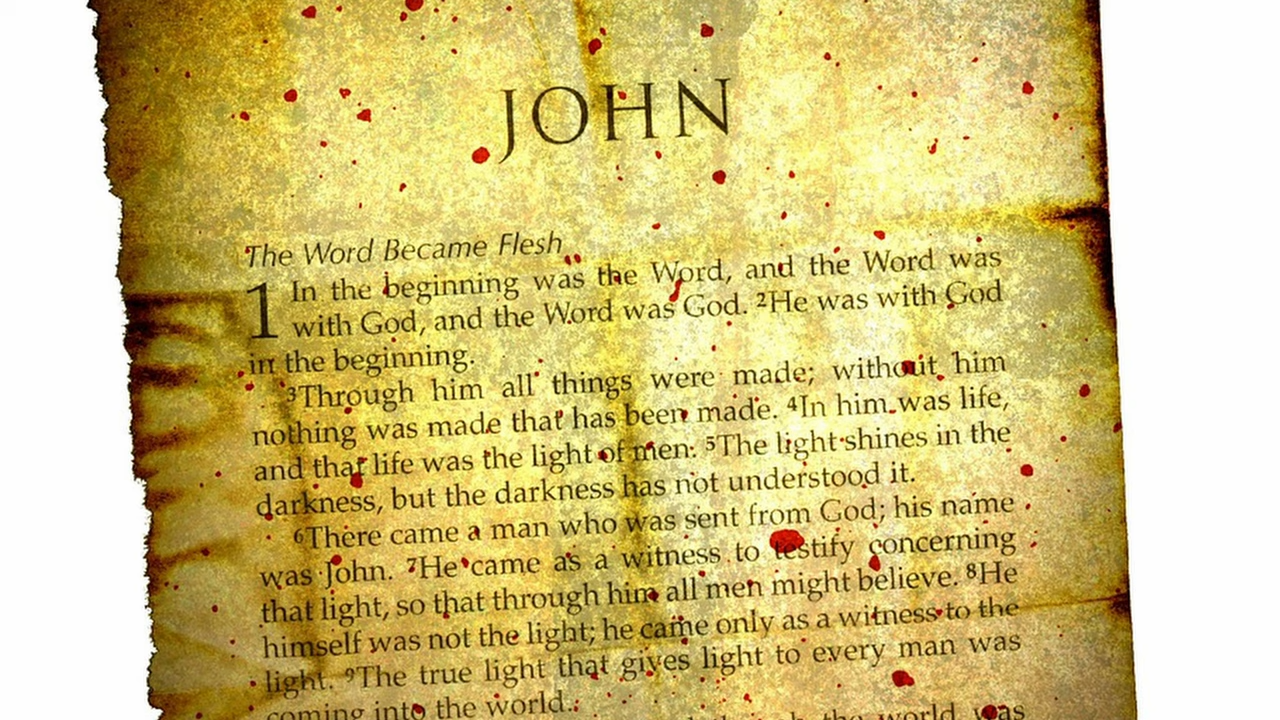 JOHN
The Word Became Flesh
1 In the beginning was the Word, and the Word was
with God, and the Word was God. ²He was with God
in the beginning.
³Through him all things were made; without him
nothing was made that has been made. ⁴In him was life,
and that life was the light of men. ⁵The light shines in the
darkness, but the darkness has not understood it.
⁶There came a man who was sent from God; his name
was John. ⁷He came as a witness to testify concerning
that light, so that through him all men might believe. ⁸He
himself was not the light; he came only as a witness to the
light. ⁹The true light that gives light to every man was
coming into the world.
the world was